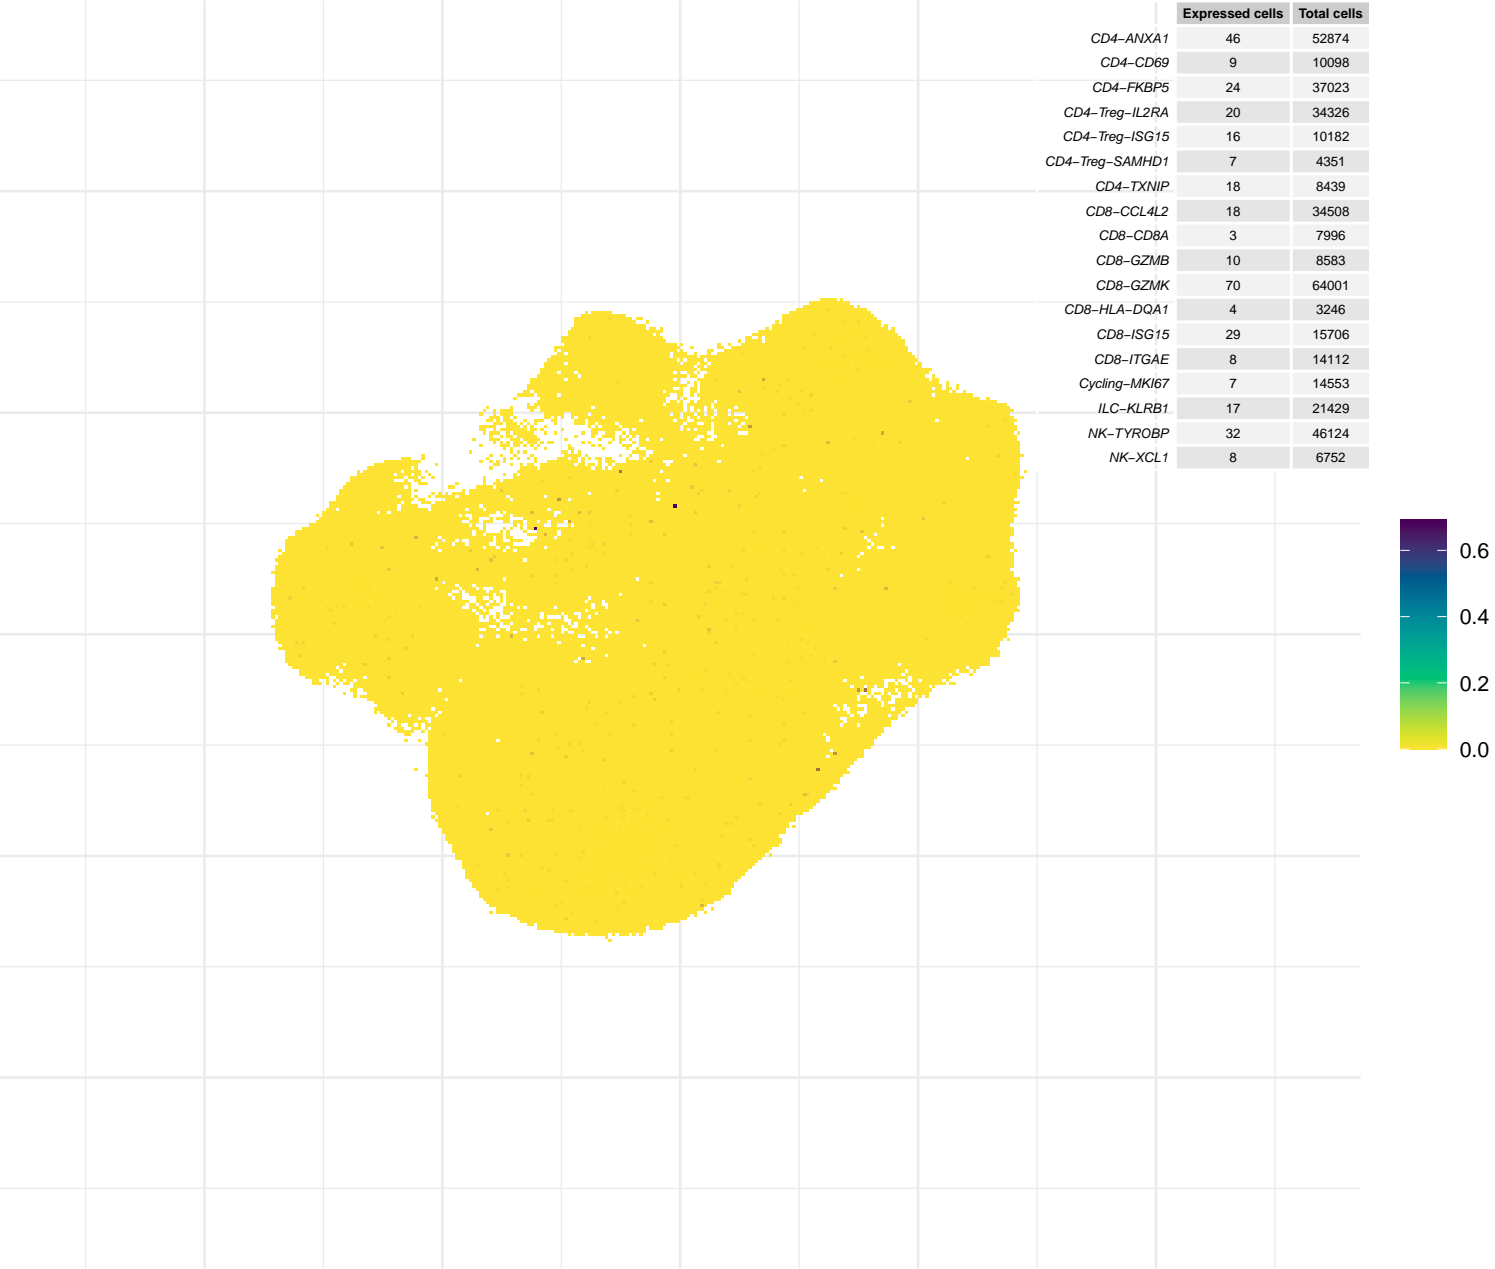 Expressed cells Total cells
CD4−ANXA1 46 52874
CD4−CD69 9 10098
CD4−FKBP5 24 37023
CD4−Treg−IL2RA 20 34326
CD4−Treg−ISG15 16 10182
CD4−Treg−SAMHD1 7 4351
CD4−TXNIP 18 8439
CD8−CCL4L2 18 34508
CD8−CD8A 3 7996
CD8−GZMB 10 8583
CD8−GZMK 70 64001
CD8−HLA−DQA1 4 3246
CD8−ISG15 29 15706
CD8−ITGAE 8 14112
Cycling−MKI67 7 14553
ILC−KLRB1 17 21429
NK−TYROBP 32 46124
NK−XCL1 8 6752
0.6
0.4
0.2
0.0